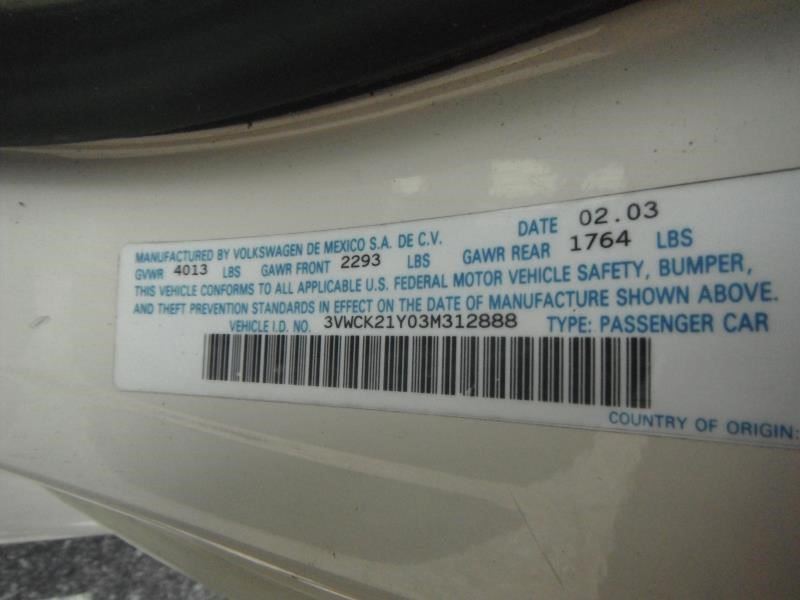 MANUFACTURED BY VOLKSWAGEN DE MEXICO S.A. DE C.V. DATE 02.03
GVWR 4013 LBS GAWR FRONT 2293 LBS GAWR REAR 1764 LBS
THIS VEHICLE CONFORMS TO ALL APPLICABLE U.S. FEDERAL MOTOR VEHICLE SAFETY, BUMPER,
AND THEFT PREVENTION STANDARDS IN EFFECT ON THE DATE OF MANUFACTURE SHOWN ABOVE.
VEHICLE I.D. NO. 3VWCK21Y03M312888 TYPE: PASSENGER CAR
COUNTRY OF ORIGIN: